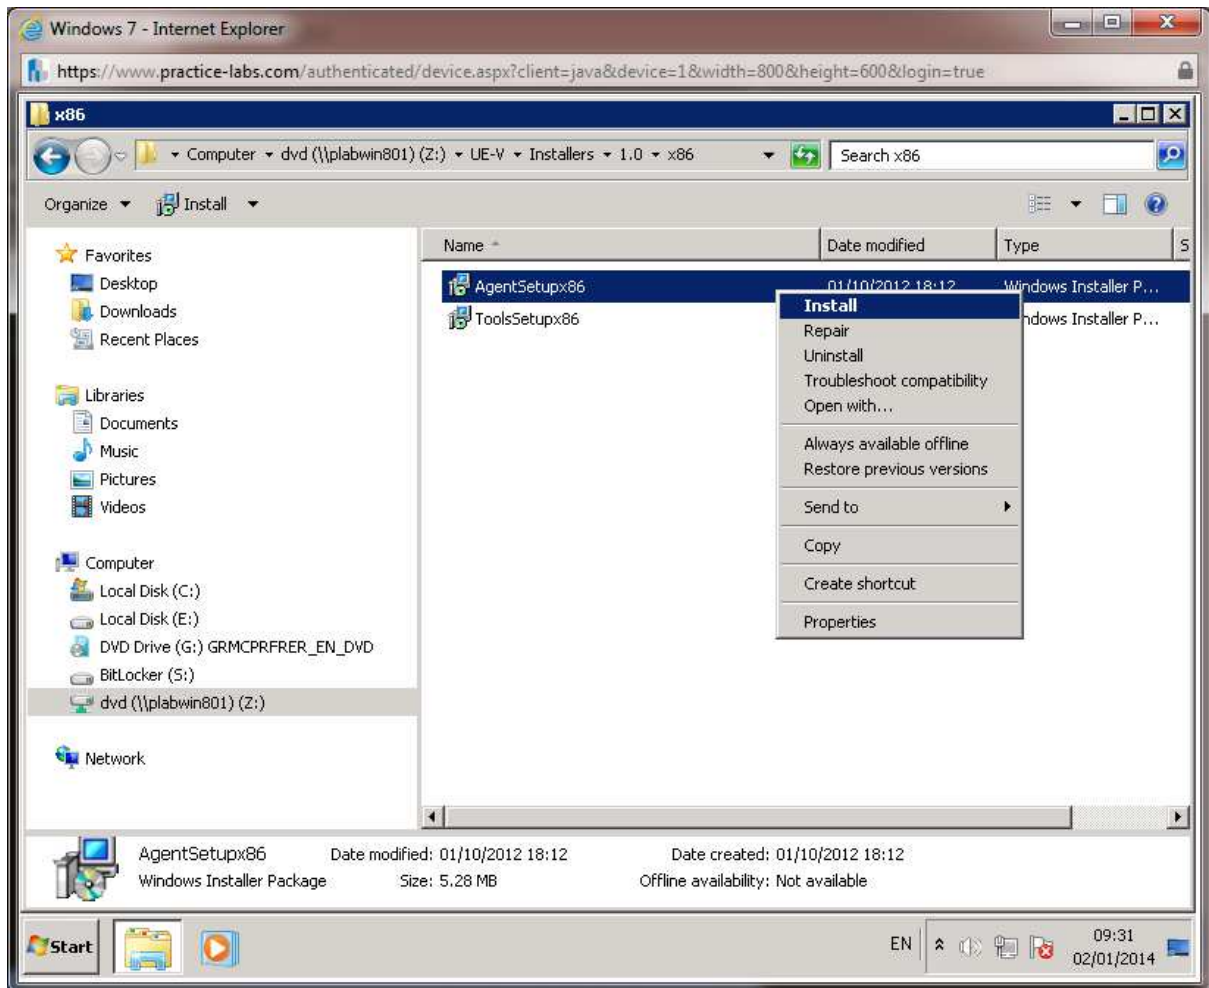 Windows 7 - Internet Explorer
https://www.practice-labs.com/authenticated/device.aspx?client=java&device=1&width=800&height=600&login=true
x86
Computer dvd (\\plabwin801) (Z:) UE-V Installers 1.0 x86 Search x86
Organize Install
Name Date modified Type S
Favorites
Desktop
Downloads
Recent Places
Libraries
Documents
Music
Pictures
Videos
Computer
Local Disk (C:)
Local Disk (E:)
DVD Drive (G:) GRMCPRFRER_EN_DVD
BitLocker (S:)
dvd (\\plabwin801) (Z:)
Network
AgentSetupx86 01/10/2012 18:12 Windows Installer P...
ToolsSetupx86 ndows Installer P...
Install
Repair
Uninstall
Troubleshoot compatibility
Open with...
Always available offline
Restore previous versions
Send to
Copy
Create shortcut
Properties
AgentSetupx86 Date modified: 01/10/2012 18:12 Date created: 01/10/2012 18:12
Windows Installer Package Size: 5.28 MB Offline availability: Not available
Start EN 09:31
02/01/2014